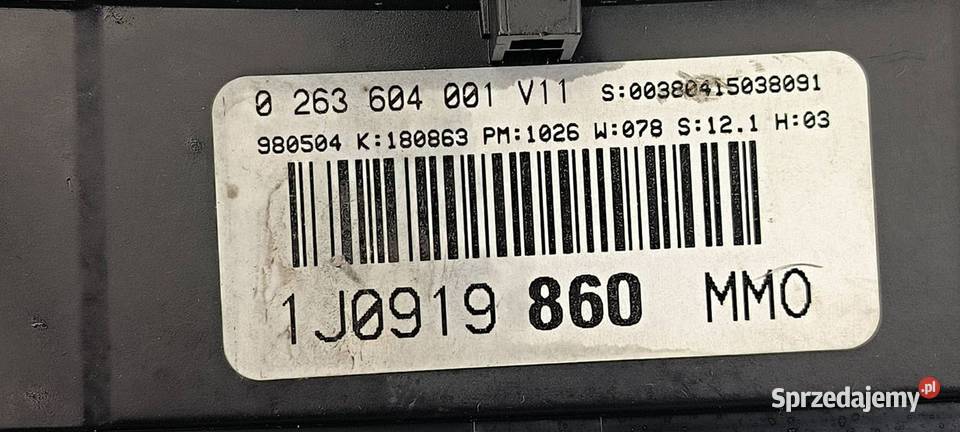 0 263 604 001 V11 S:00380415038091
980504 K:180863 PM:1026 W:078 S:12.1 H:03
1J0919 860 MMO
Sprzedajemy.pl